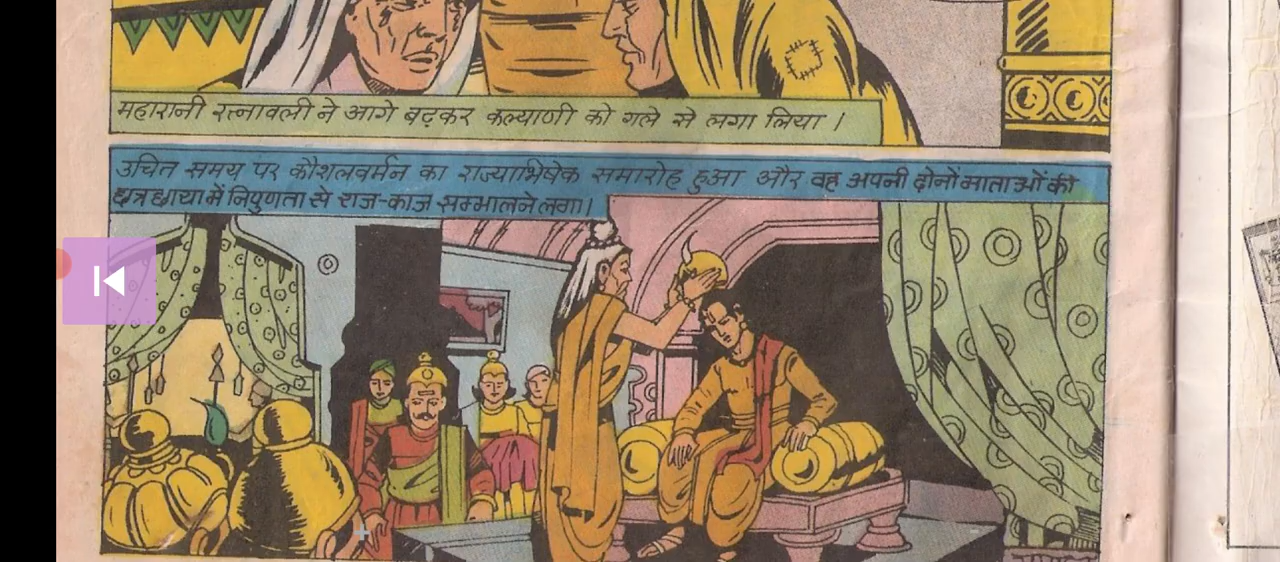 महारानी रत्नावली ने आगे बढ़कर कल्याणी को गले से लगा लिया।
उचित समय पर कौशलवर्मन का राज्याभिषेक समारोह हुआ और वह अपनी दोनों माताओं की
छत्रछाया में निपुणता से राज-काज सम्भालने लगा।